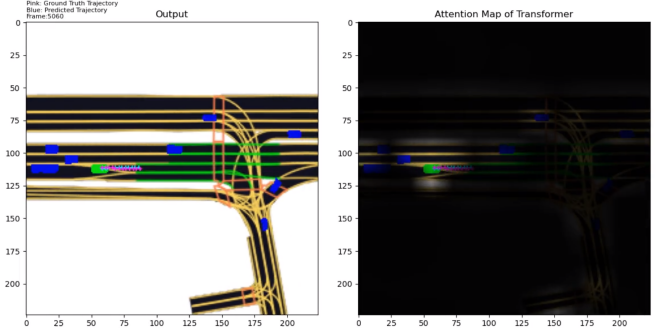 Pink: Ground Truth Trajectory
Blue: Predicted Trajectory
Frame:5060
Output
Attention Map of Transformer
0
25
50
75
100
125
150
175
200
0 25 50 75 100 125 150 175 200
0
25
50
75
100
125
150
175
200
0 25 50 75 100 125 150 175 200